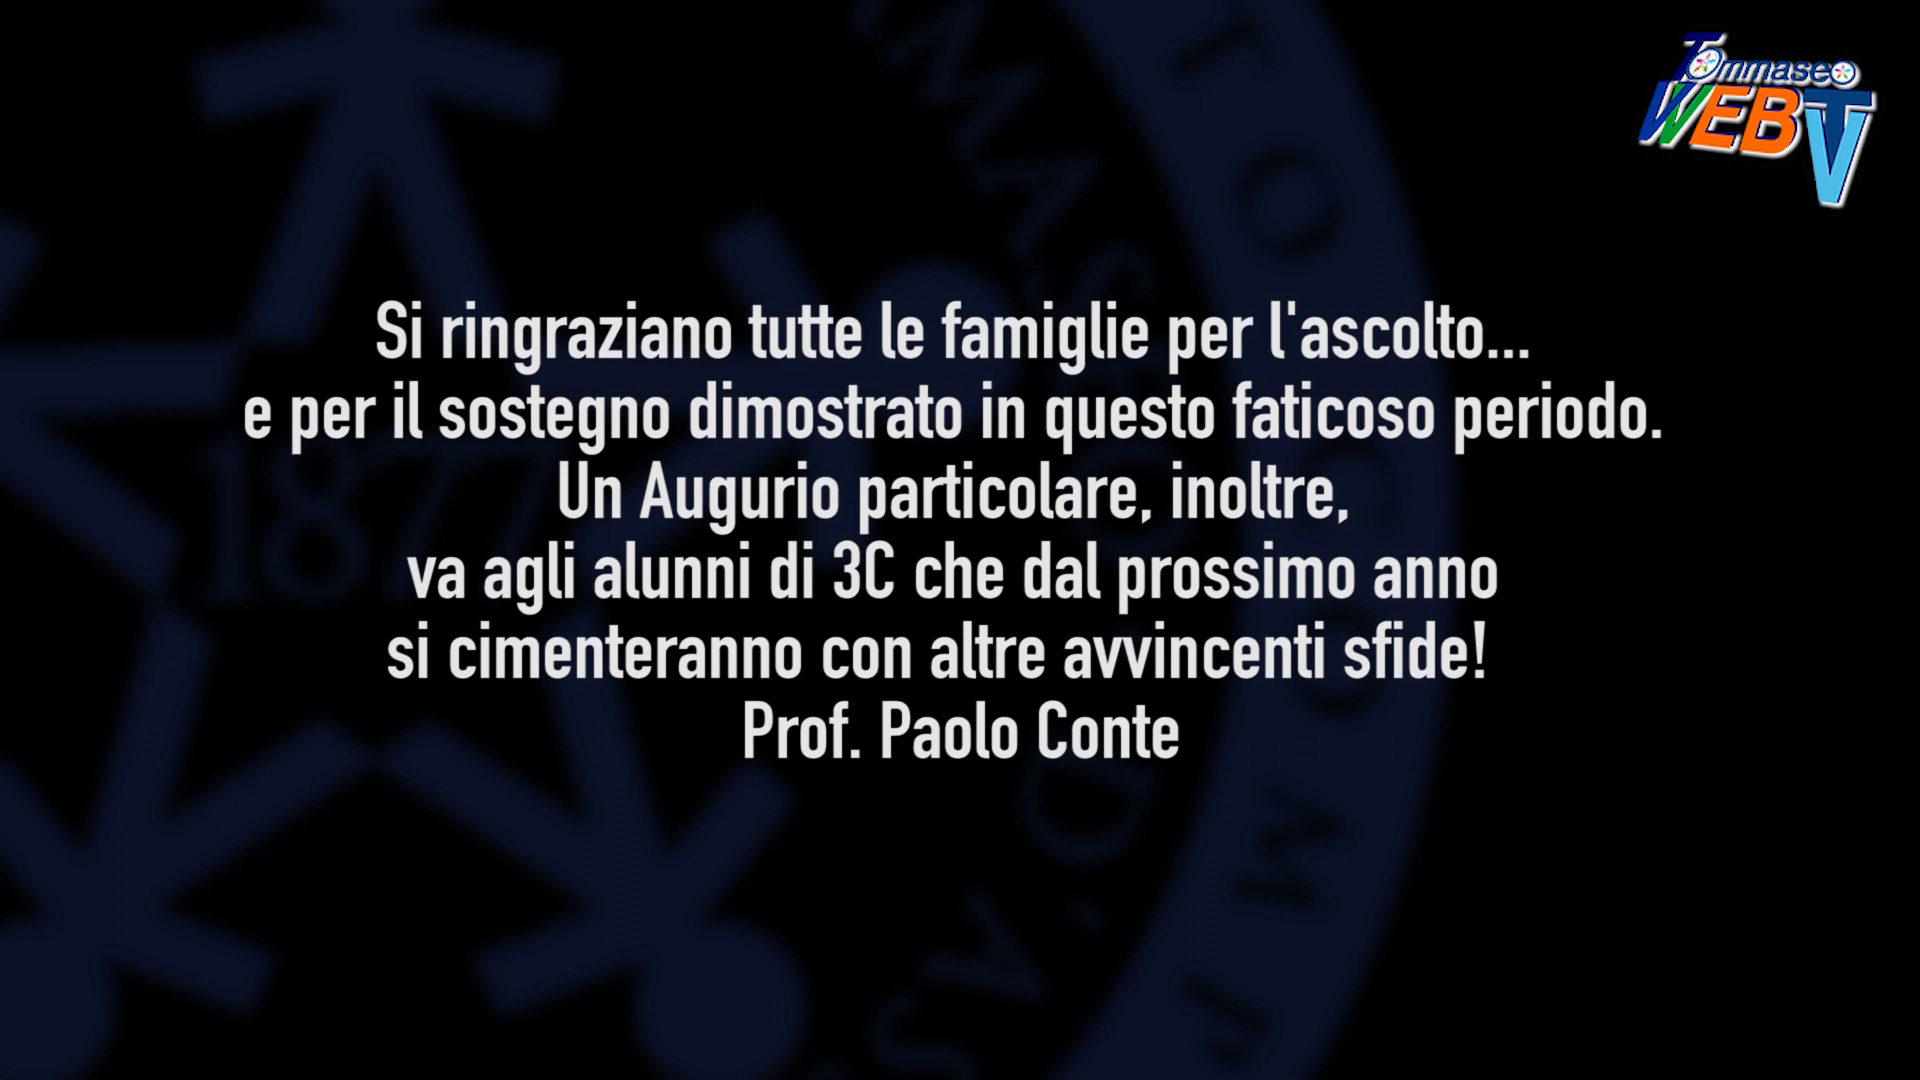 Tommaseo
WEB TV
Si ringraziano tutte le famiglie per l'ascolto...
e per il sostegno dimostrato in questo faticoso periodo.
Un Augurio particolare, inoltre,
va agli alunni di 3C che dal prossimo anno
si cimenteranno con altre avvincenti sfide!
Prof. Paolo Conte
1877